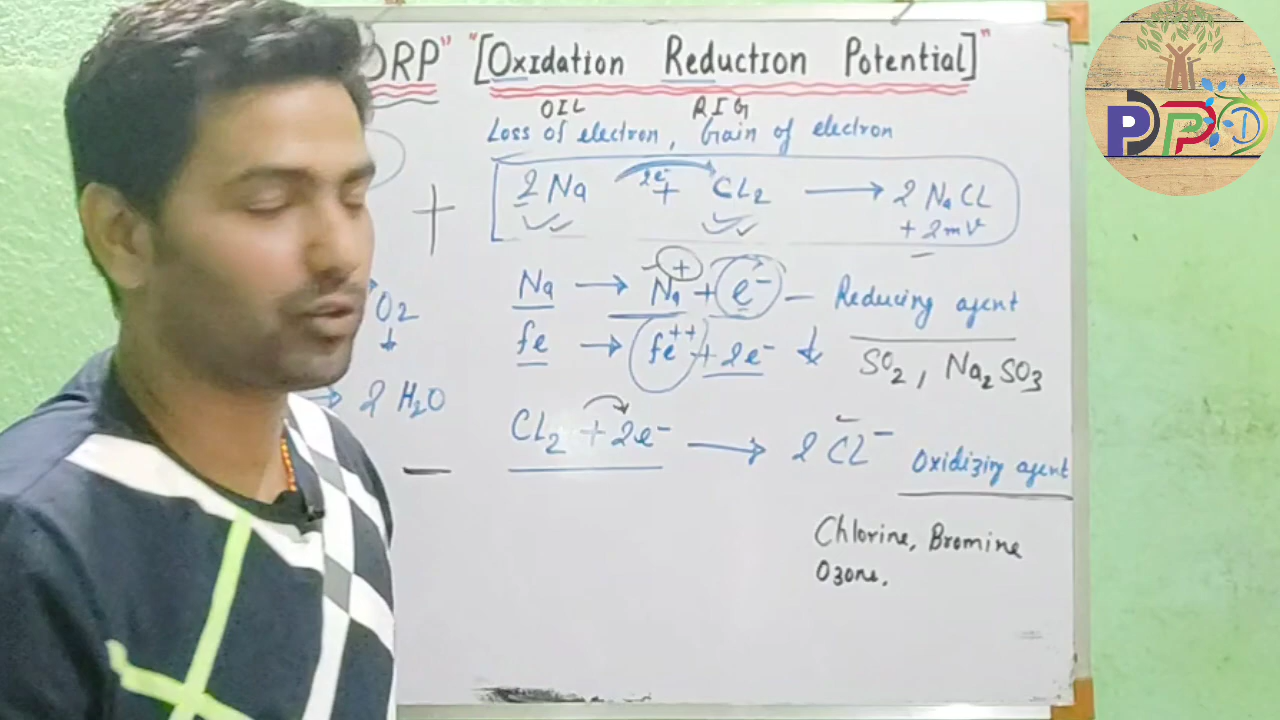 ORP" "[Oxidation Reduction Potential]"
OIL RIG
Loss of electron, Gain of electron
2 Na 2e⁻ + CL₂ → 2 NaCL
+ 2mV
+
Na → Na⁺ + e⁻ — Reducing agent
fe → fe⁺⁺ + 2e⁻ ↓
SO₂, Na₂SO₃
O₂
↓
→ 2 H₂O
CL₂ + 2e⁻ → 2 CL⁻ Oxidizing agent
—
Chlorine, Bromine
Ozone.
DPD